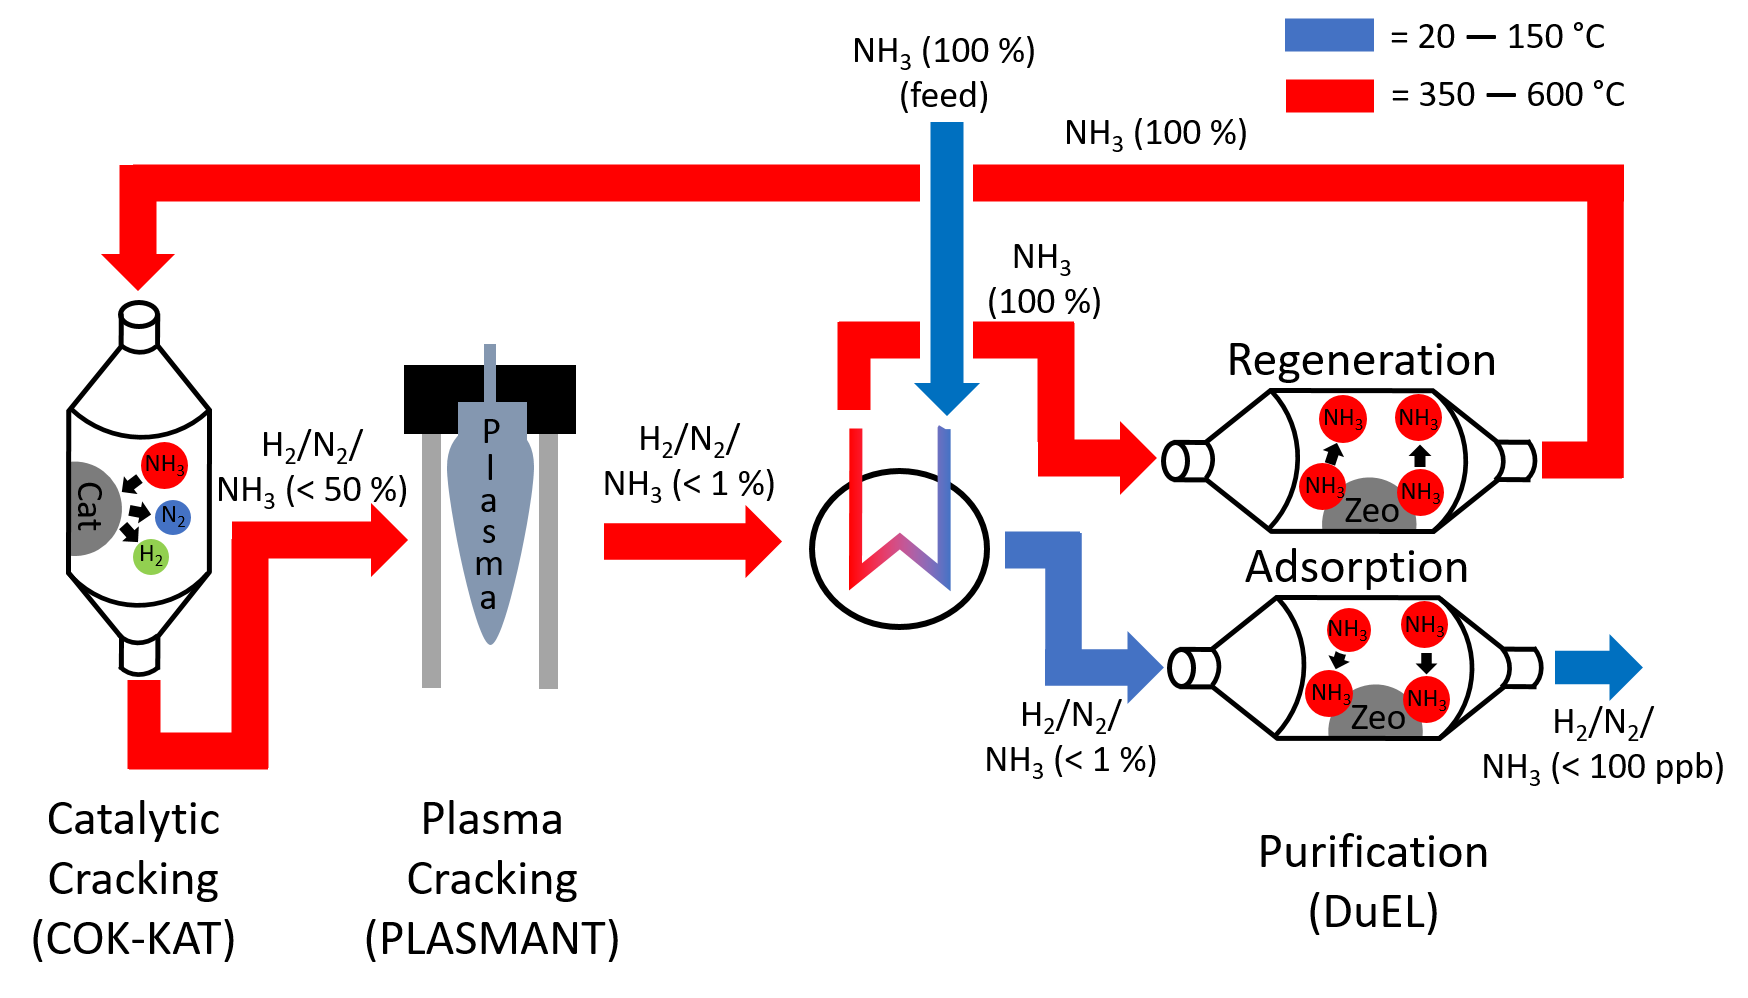 NH₃ (100 %)
(feed)
= 20 — 150 °C
= 350 — 600 °C
NH₃ (100 %)
NH₃
(100 %)
Regeneration
NH₃
NH₃
NH₃
NH₃
Zeo
Cat
NH₃
N₂
H₂
H₂/N₂/
NH₃ (< 50 %)
Plasma
H₂/N₂/
NH₃ (< 1 %)
Adsorption
NH₃
NH₃
NH₃
NH₃
Zeo
H₂/N₂/
NH₃ (< 1 %)
H₂/N₂/
NH₃ (< 100 ppb)
Catalytic
Cracking
(COK-KAT)
Plasma
Cracking
(PLASMANT)
Purification
(DuEL)